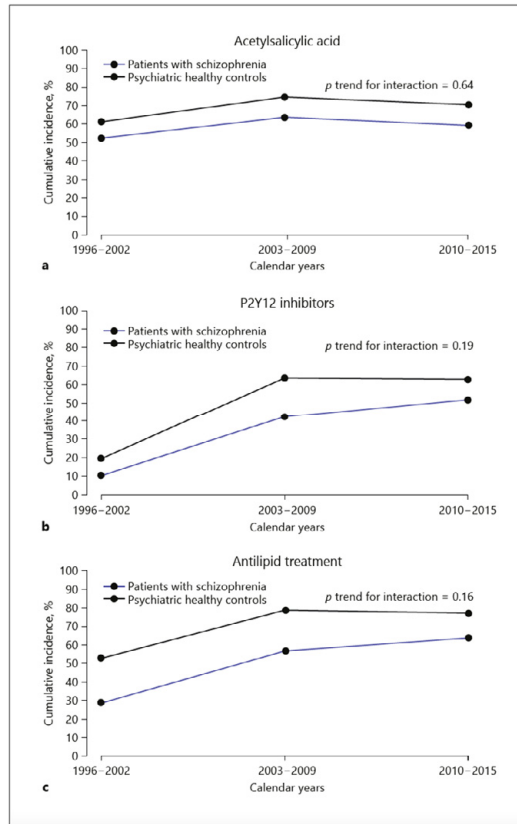 Acetylsalicylic acid
100
90
80
70
60
50
40
30
20
10
0
Cumulative incidence, %
Patients with schizophrenia
Psychiatric healthy controls
p trend for interaction = 0.64
1996–2002 2003–2009 2010–2015
Calendar years
a
P2Y12 inhibitors
100
90
80
70
60
50
40
30
20
10
0
Cumulative incidence, %
Patients with schizophrenia
Psychiatric healthy controls
p trend for interaction = 0.19
1996–2002 2003–2009 2010–2015
Calendar years
b
Antilipid treatment
100
90
80
70
60
50
40
30
20
10
0
Cumulative incidence, %
Patients with schizophrenia
Psychiatric healthy controls
p trend for interaction = 0.16
1996–2002 2003–2009 2010–2015
Calendar years
c